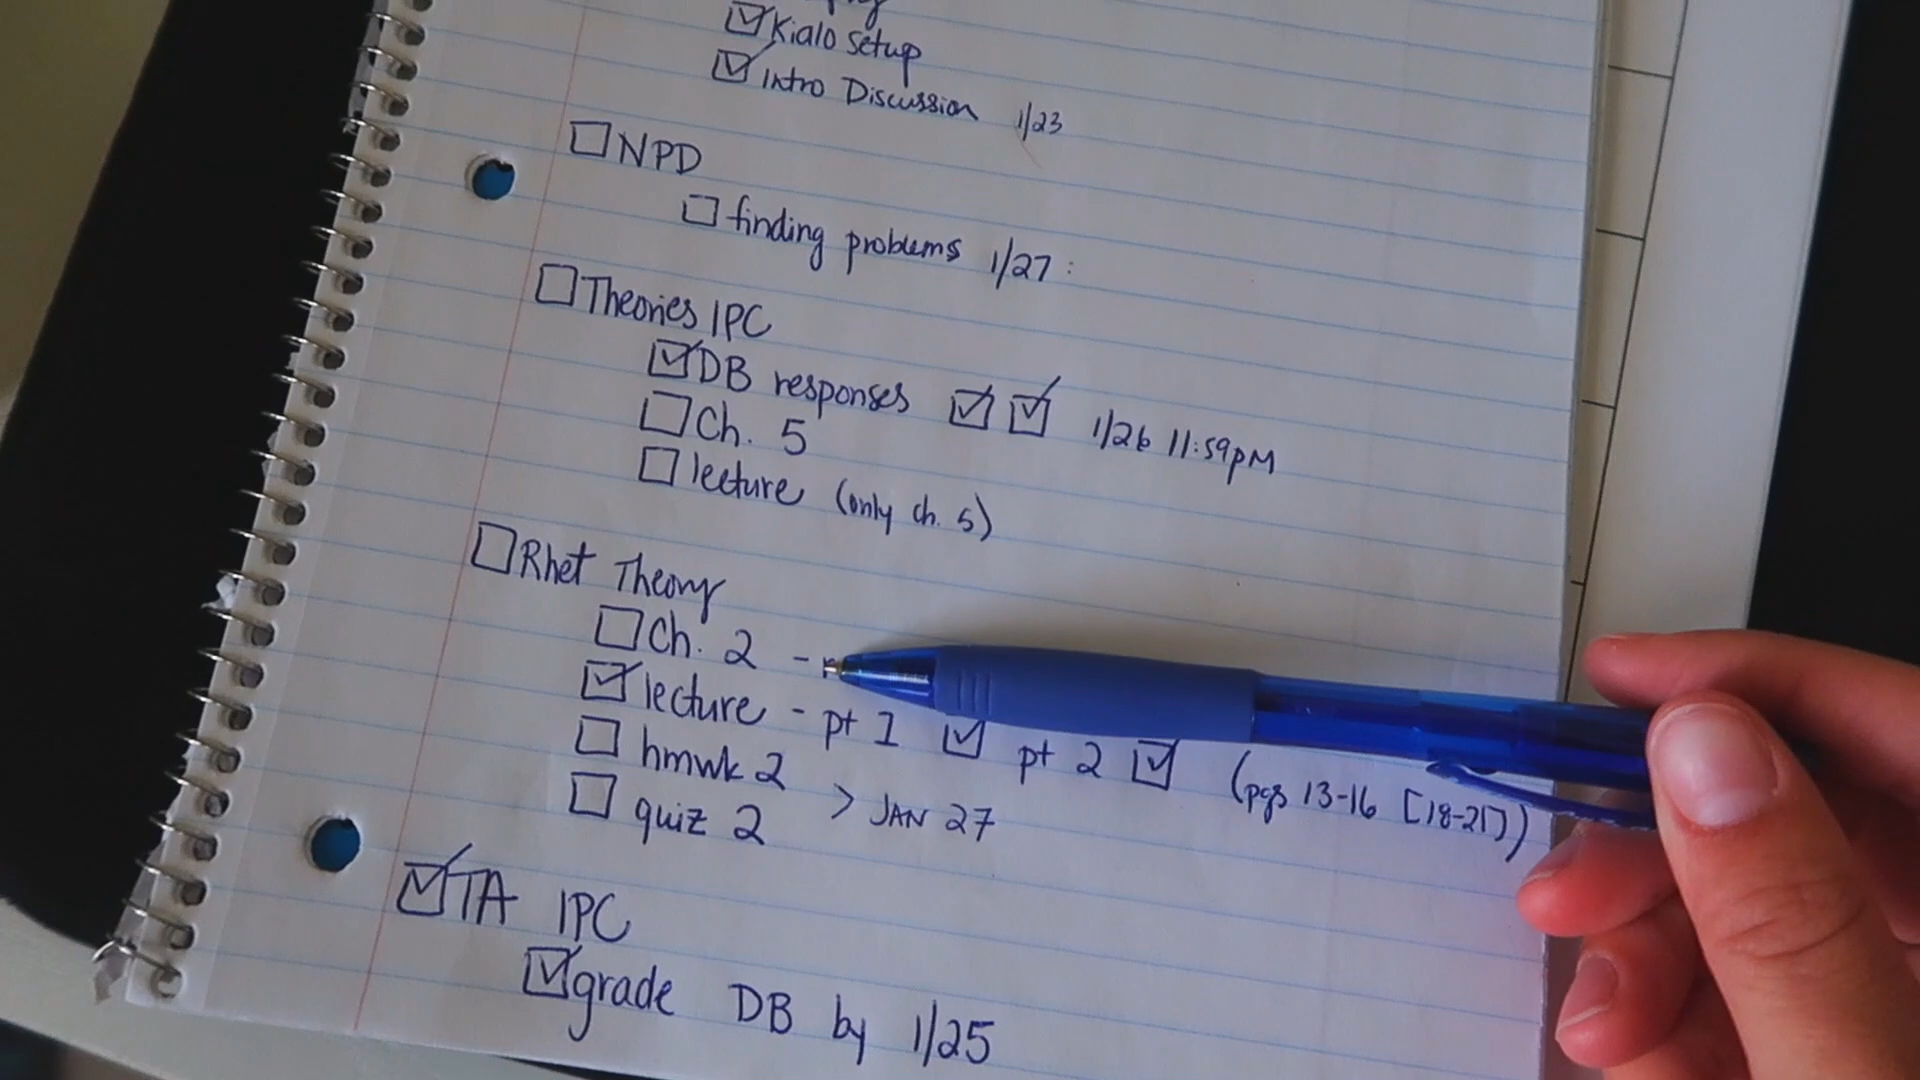 Kialo Setup
Intro Discussion 1/23
NPD
finding problems 1/27:
Theories IPC
DB responses 1/26 11:59pM
Ch. 5
lecture (only ch. 5)
Rhet Theory
Ch. 2 -
lecture - pt 1 pt 2 (pgs 13-16 [18-21])
hmwk 2
quiz 2 > JAN 27
TA IPC
grade DB by 1/25